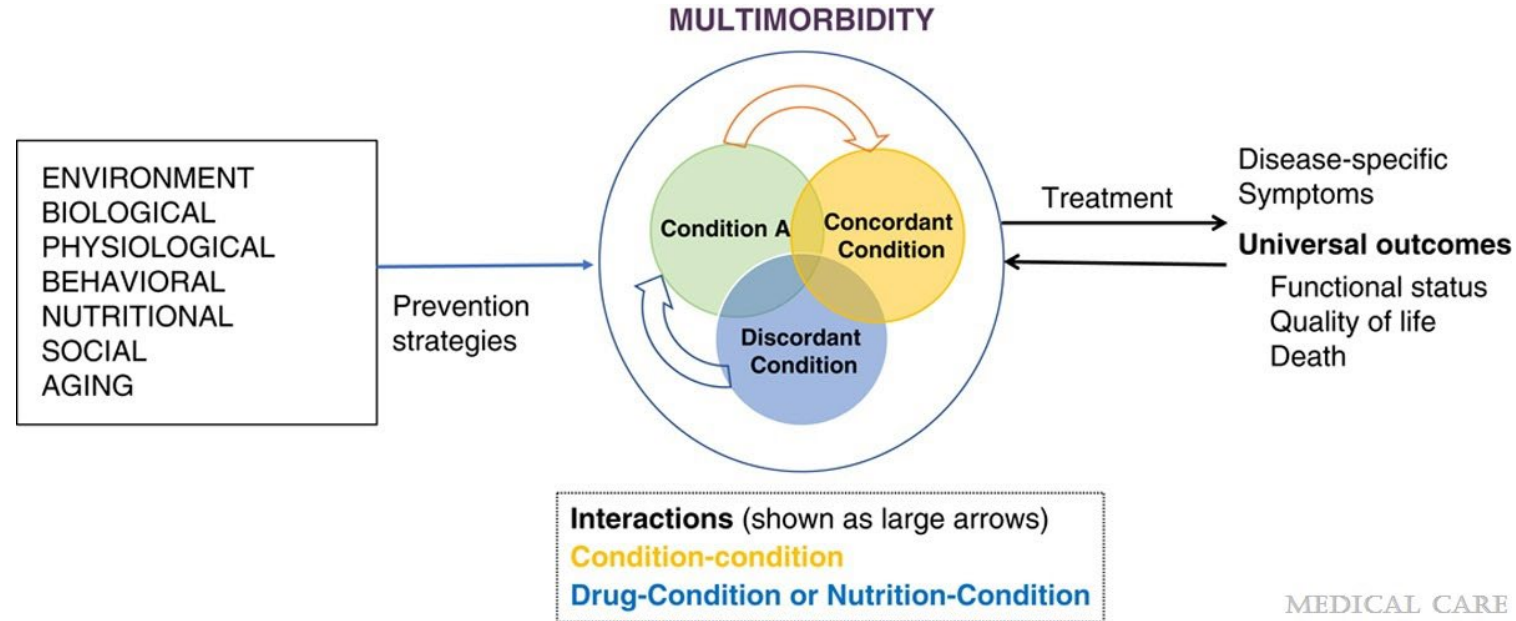 MULTIMORBIDITY
ENVIRONMENT
BIOLOGICAL
PHYSIOLOGICAL
BEHAVIORAL
NUTRITIONAL
SOCIAL
AGING
Prevention
strategies
Condition A
Concordant
Condition
Discordant
Condition
Treatment
Disease-specific
Symptoms
Universal outcomes
Functional status
Quality of life
Death
Interactions (shown as large arrows)
Condition-condition
Drug-Condition or Nutrition-Condition
MEDICAL CARE